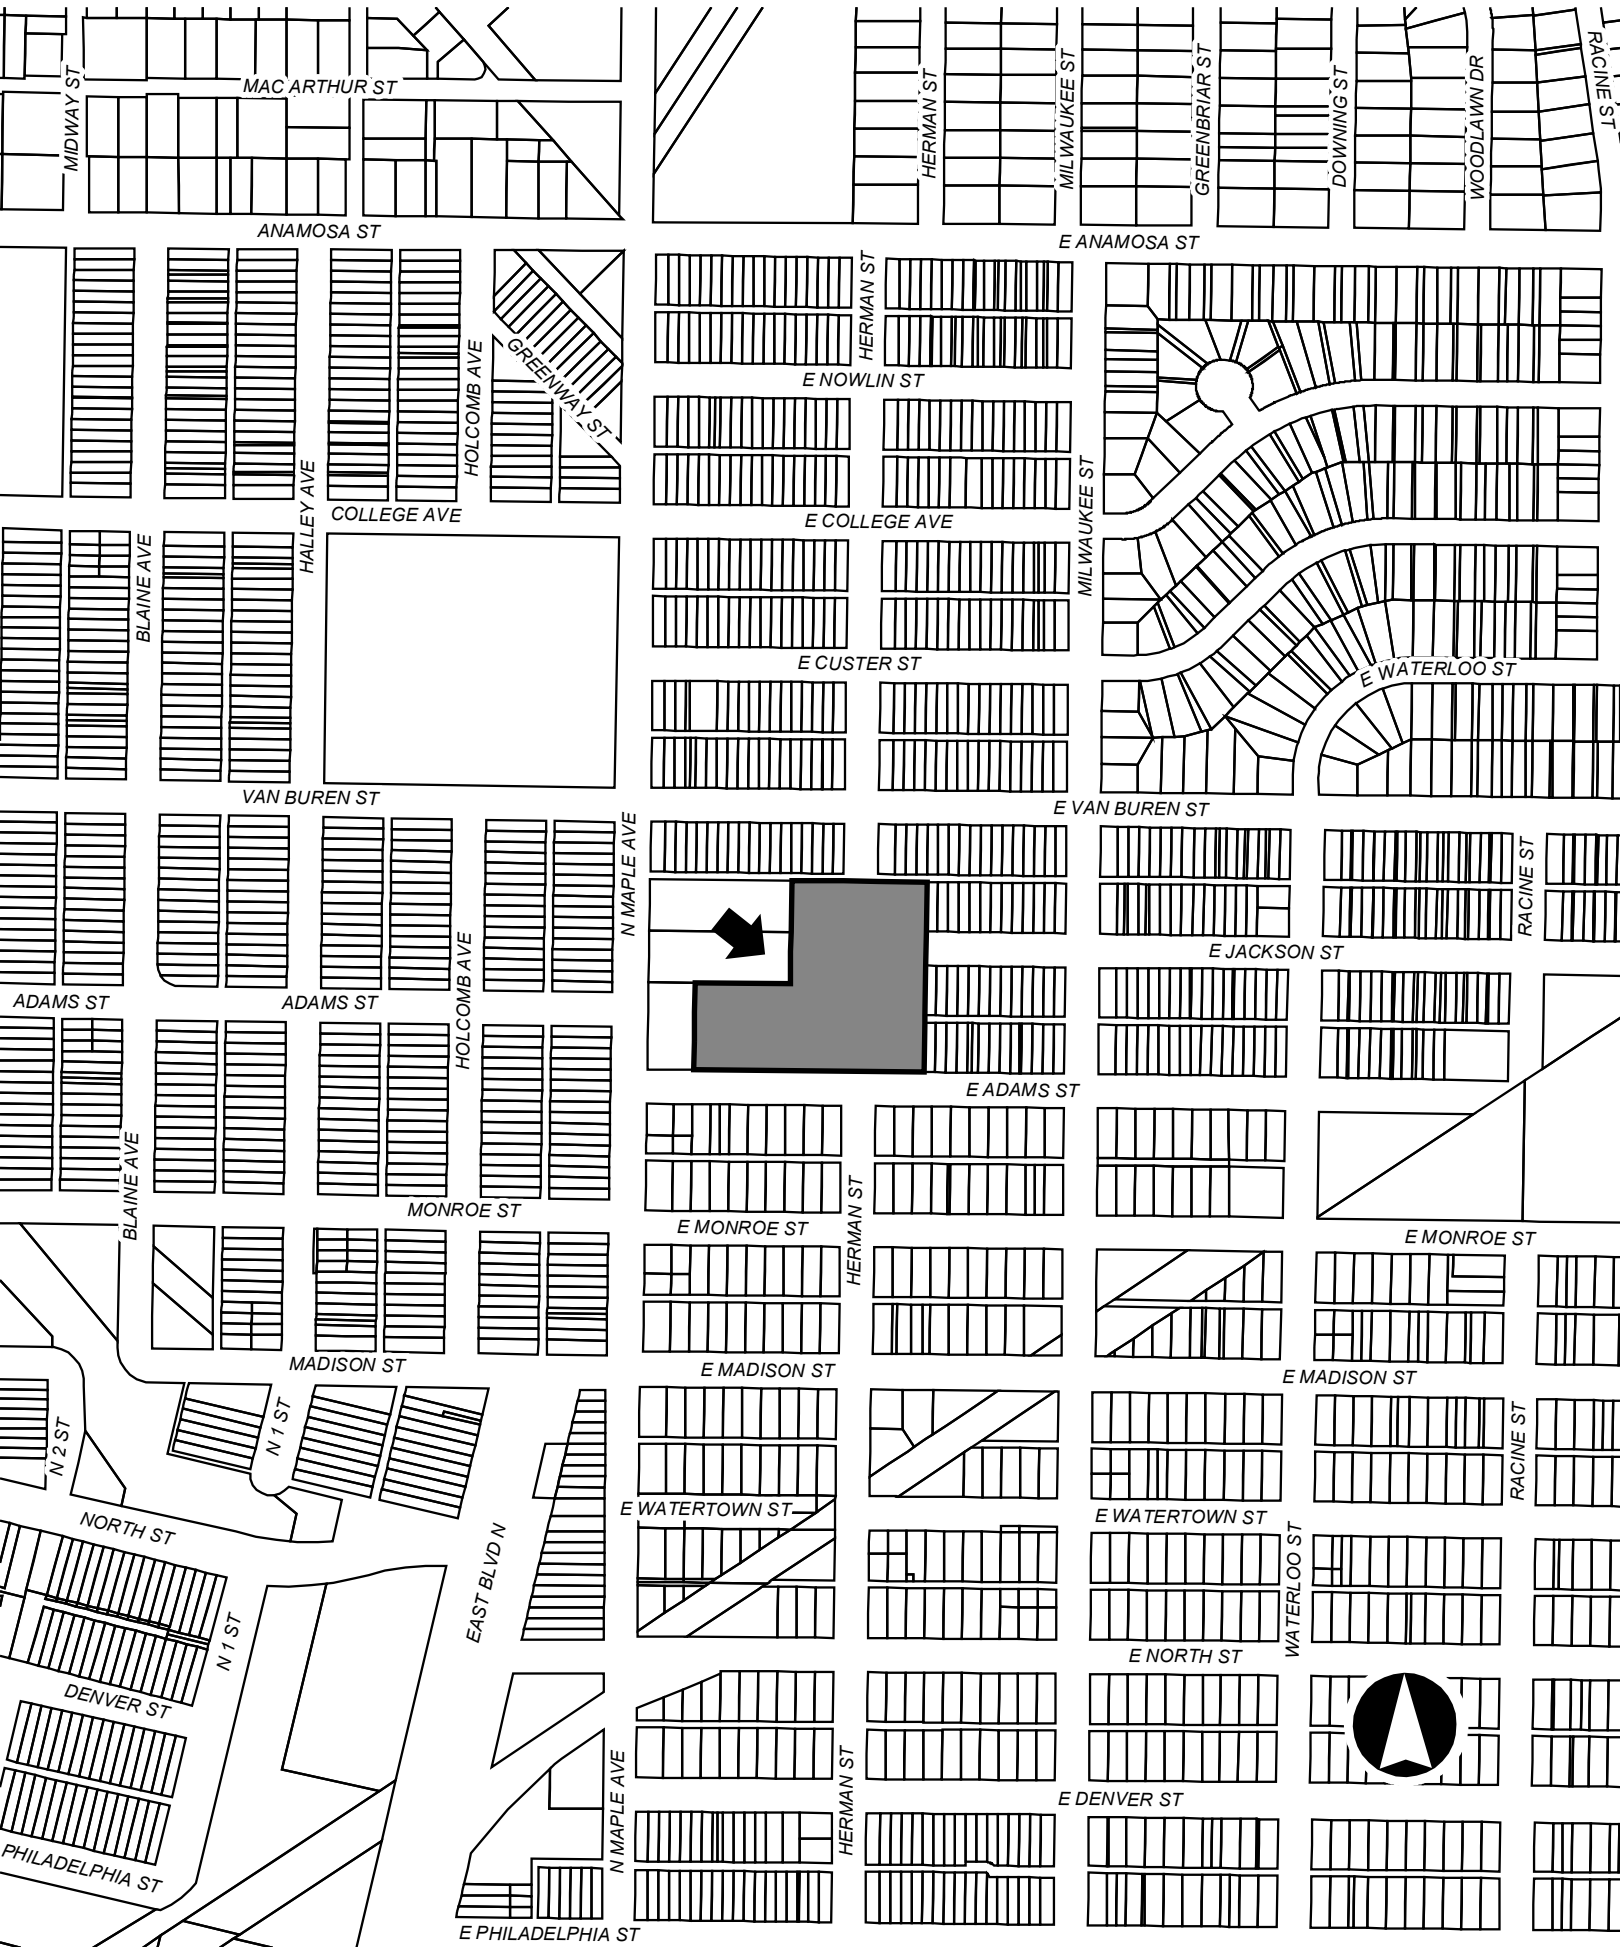 MAC ARTHUR ST
MIDWAY ST
HERMAN ST
MILWAUKEE ST
GREENBRIAR ST
DOWNING ST
WOODLAWN DR
RACINE ST
ANAMOSA ST
E ANAMOSA ST
HERMAN ST
HOLCOMB AVE
GREENWAY ST
E NOWLIN ST
HALLEY AVE
COLLEGE AVE
E COLLEGE AVE
MILWAUKEE ST
BLAINE AVE
E CUSTER ST
E WATERLOO ST
VAN BUREN ST
E VAN BUREN ST
N MAPLE AVE
RACINE ST
HOLCOMB AVE
E JACKSON ST
ADAMS ST
ADAMS ST
E ADAMS ST
BLAINE AVE
MONROE ST
HERMAN ST
E MONROE ST
E MONROE ST
MADISON ST
E MADISON ST
E MADISON ST
N 2 ST
N 1 ST
RACINE ST
NORTH ST
E WATERTOWN ST
E WATERTOWN ST
EAST BLVD N
WATERLOO ST
N 1 ST
E NORTH ST
DENVER ST
N MAPLE AVE
HERMAN ST
E DENVER ST
PHILADELPHIA ST
E PHILADELPHIA ST